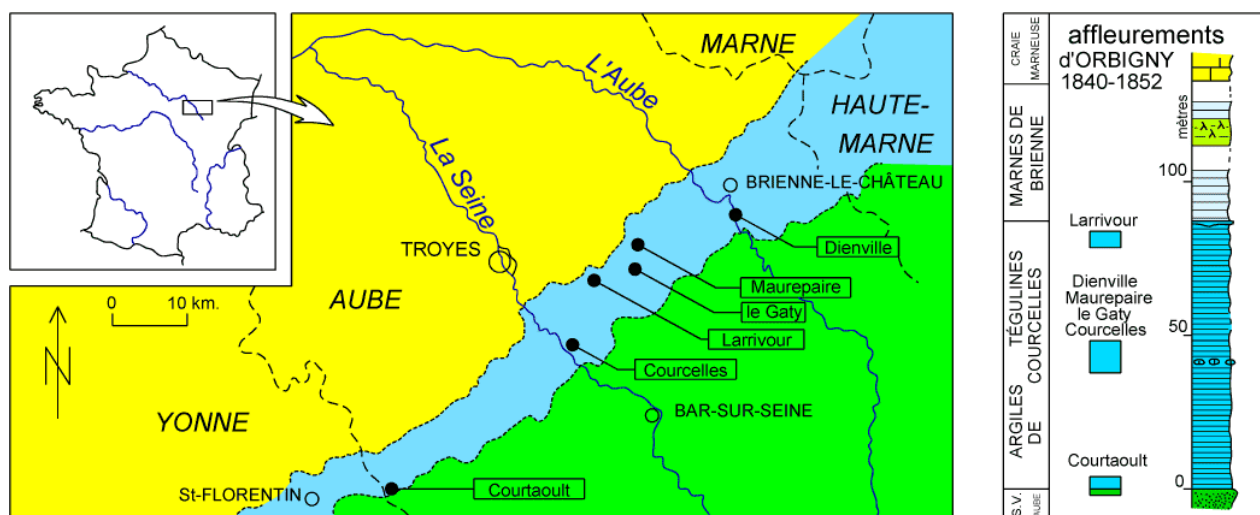 MARNE
L'Aube
HAUTE-
MARNE
La Seine
BRIENNE-LE-CHÂTEAU
TROYES
Dienville
0 10 km.
AUBE
Maurepaire
le Gaty
Larrivour
N
Courcelles
YONNE
BAR-SUR-SEINE
St-FLORENTIN
Courtaoult
CRAIE
MARNEUSE
MARNES DE
BRIENNE
ARGILES DE
TÉGULINES
COURCELLES
S.V.
AUBE
affleurements
d'ORBIGNY
1840-1852
mètres
100
Larrivour
Dienville
Maurepaire
le Gaty
Courcelles
50
Courtaoult
0
λ - λ
λ